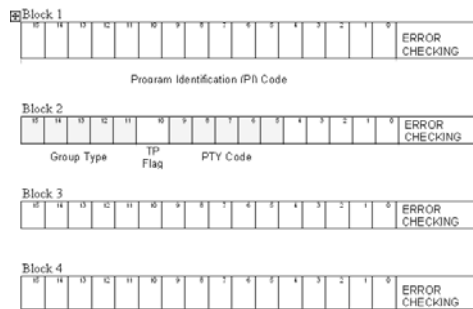 Block 1
15 14 13 12 11 10 9 8 7 6 5 4 3 2 1 0 ERROR
CHECKING
Program Identification (PI) Code
Block 2
15 14 13 12 11 10 9 8 7 6 5 4 3 2 1 0 ERROR
CHECKING
Group Type TP PTY Code
Flag
Block 3
15 14 13 12 11 10 9 8 7 6 5 4 3 2 1 0 ERROR
CHECKING
Block 4
15 14 13 12 11 10 9 8 7 6 5 4 3 2 1 0 ERROR
CHECKING